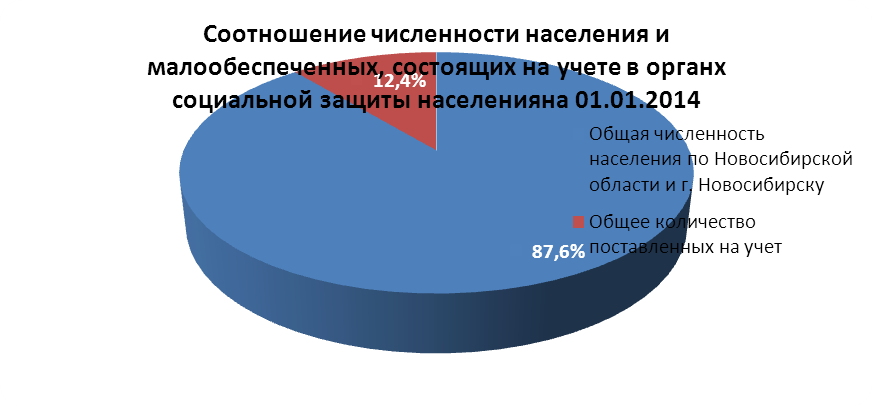 Соотношение численности населения и
малообеспеченных, состоящих на учете в органх
социальной защиты населенияна 01.01.2014
12,4%
Общая численность
населения по Новосибирской
области и г. Новосибирску
Общее количество
поставленных на учет
87,6%